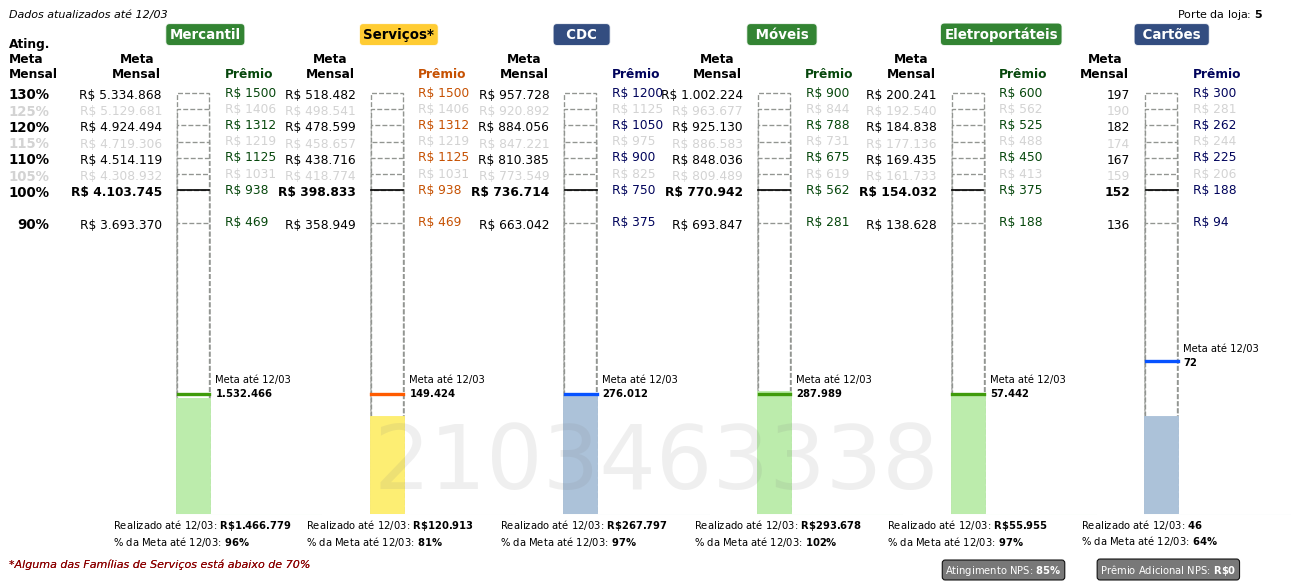 Dados atualizados até 12/03 Porte da loja: 5
Mercantil Serviços* CDC Móveis Eletroportáteis Cartões
Ating. Meta Mensal Meta Mensal Prêmio Meta Mensal Prêmio Meta Mensal Prêmio Meta Mensal Prêmio Meta Mensal Prêmio Meta Mensal Prêmio
130% R$ 5.334.868 R$ 1500 R$ 518.482 R$ 1500 R$ 957.728 R$ 1200 R$ 1.002.224 R$ 900 R$ 200.241 R$ 600 197 R$ 300
125% R$ 5.129.681 R$ 1406 R$ 498.541 R$ 1406 R$ 920.892 R$ 1125 R$ 963.677 R$ 844 R$ 192.540 R$ 562 190 R$ 281
120% R$ 4.924.494 R$ 1312 R$ 478.599 R$ 1312 R$ 884.056 R$ 1050 R$ 925.130 R$ 788 R$ 184.838 R$ 525 182 R$ 262
115% R$ 4.719.306 R$ 1219 R$ 458.657 R$ 1219 R$ 847.221 R$ 975 R$ 886.583 R$ 731 R$ 177.136 R$ 488 174 R$ 244
110% R$ 4.514.119 R$ 1125 R$ 438.716 R$ 1125 R$ 810.385 R$ 900 R$ 848.036 R$ 675 R$ 169.435 R$ 450 167 R$ 225
105% R$ 4.308.932 R$ 1031 R$ 418.774 R$ 1031 R$ 773.549 R$ 825 R$ 809.489 R$ 619 R$ 161.733 R$ 413 159 R$ 206
100% R$ 4.103.745 R$ 938 R$ 398.833 R$ 938 R$ 736.714 R$ 750 R$ 770.942 R$ 562 R$ 154.032 R$ 375 152 R$ 188
90% R$ 3.693.370 R$ 469 R$ 358.949 R$ 469 R$ 663.042 R$ 375 R$ 693.847 R$ 281 R$ 138.628 R$ 188 136 R$ 94
Meta até 12/03
72
Meta até 12/03 Meta até 12/03 Meta até 12/03 Meta até 12/03 Meta até 12/03
1.532.466 149.424 276.012 287.989 57.442
2103463338
Realizado até 12/03: R$1.466.779 Realizado até 12/03: R$120.913 Realizado até 12/03: R$267.797 Realizado até 12/03: R$293.678 Realizado até 12/03: R$55.955 Realizado até 12/03: 46
% da Meta até 12/03: 96% % da Meta até 12/03: 81% % da Meta até 12/03: 97% % da Meta até 12/03: 102% % da Meta até 12/03: 97% % da Meta até 12/03: 64%
*Alguma das Famílias de Serviços está abaixo de 70% Atingimento NPS: 85% Prêmio Adicional NPS: R$0